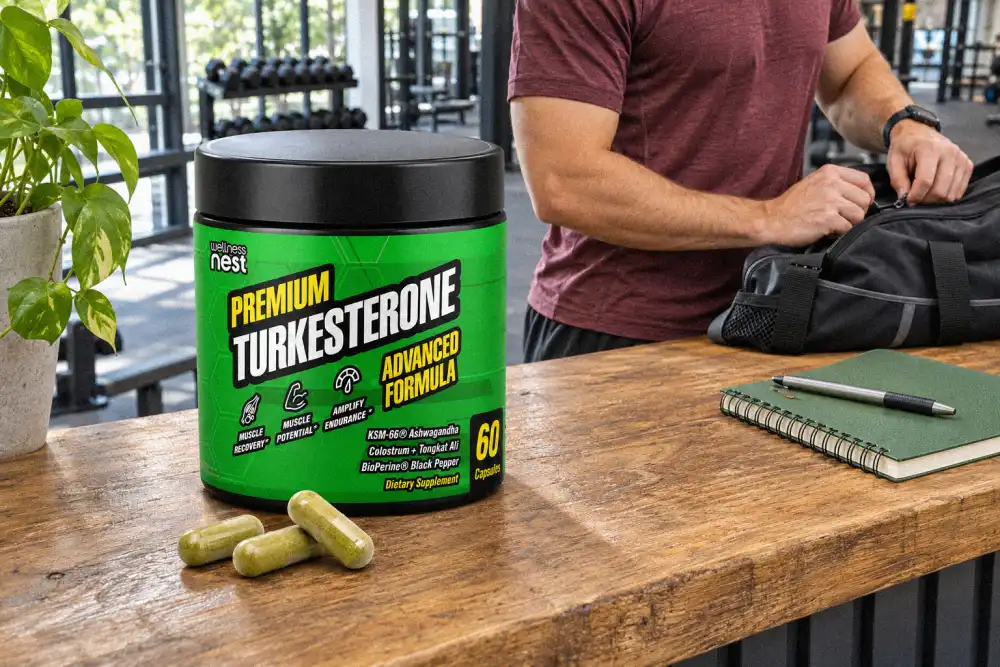 wellness
nest
PREMIUM
TURKESTERONE
ADVANCED
FORMULA
MUSCLE
RECOVERY*
MUSCLE
POTENTIAL*
AMPLIFY
ENDURANCE*
KSM-66® Ashwagandha
Colostrum + Tongkat Ali
BioPerine® Black Pepper
Dietary Supplement
60
Capsules